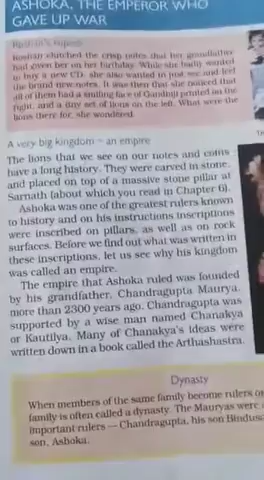 ASHOKA, THE EMPEROR WHO
GAVE UP WAR
Roshan's rupees
Roshan clutched the crisp notes that her grandfather
had given her on her birthday. While she badly wanted
to buy a new CD, she also wanted to just see and feel
the brand new notes. It was then that she noticed that
all of them had a smiling face of Gandhiji printed on the
right, and a tiny set of lions on the left. What were the
lions there for, she wondered.
A very big kingdom – an empire
The lions that we see on our notes and coins
have a long history. They were carved in stone,
and placed on top of a massive stone pillar at
Sarnath (about which you read in Chapter 6).
Ashoka was one of the greatest rulers known
to history and on his instructions inscriptions
were inscribed on pillars, as well as on rock
surfaces. Before we find out what was written in
these inscriptions, let us see why his kingdom
was called an empire.
The empire that Ashoka ruled was founded
by his grandfather, Chandragupta Maurya,
more than 2300 years ago. Chandragupta was
supported by a wise man named Chanakya
or Kautilya. Many of Chanakya's ideas were
written down in a book called the Arthashastra.
Dynasty
When members of the same family become rulers
family is often called a dynasty. The Mauryas were
important rulers — Chandragupta, his son
son, Ashoka.